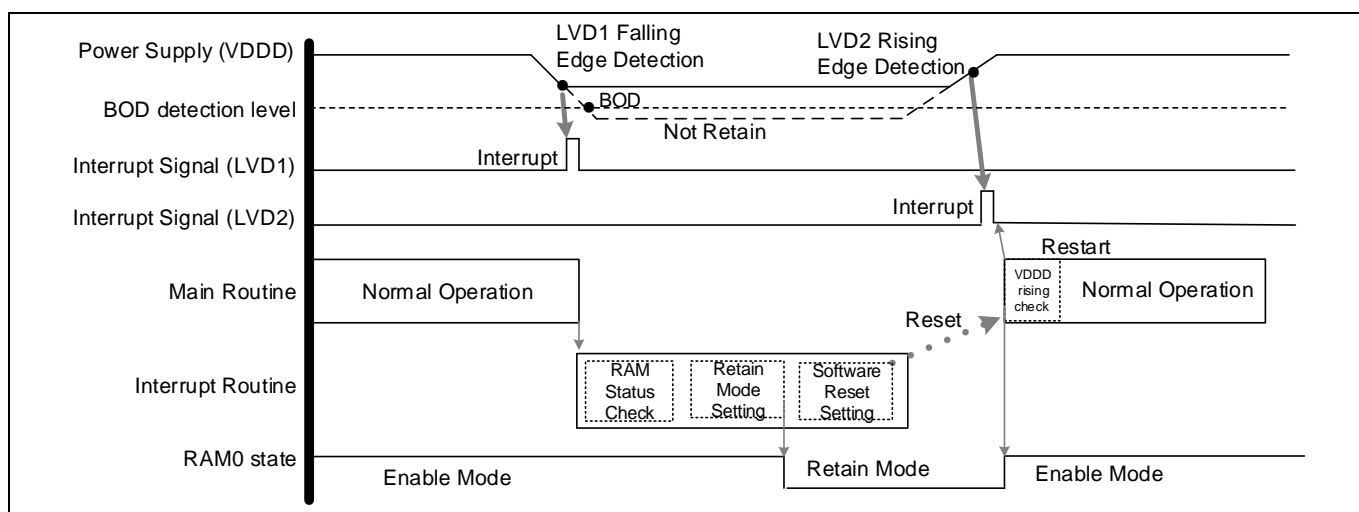 LVD1 Falling
Edge Detection
LVD2 Rising
Edge Detection
Power Supply (VDDD)
BOD
BOD detection level
Not Retain
Interrupt
Interrupt Signal (LVD1)
Interrupt
Interrupt Signal (LVD2)
Restart
Main Routine
Normal Operation
VDDD
rising
check
Normal Operation
Reset
Interrupt Routine
RAM
Status
Check
Retain
Mode
Setting
Software
Reset
Setting
RAM0 state
Enable Mode
Retain Mode
Enable Mode